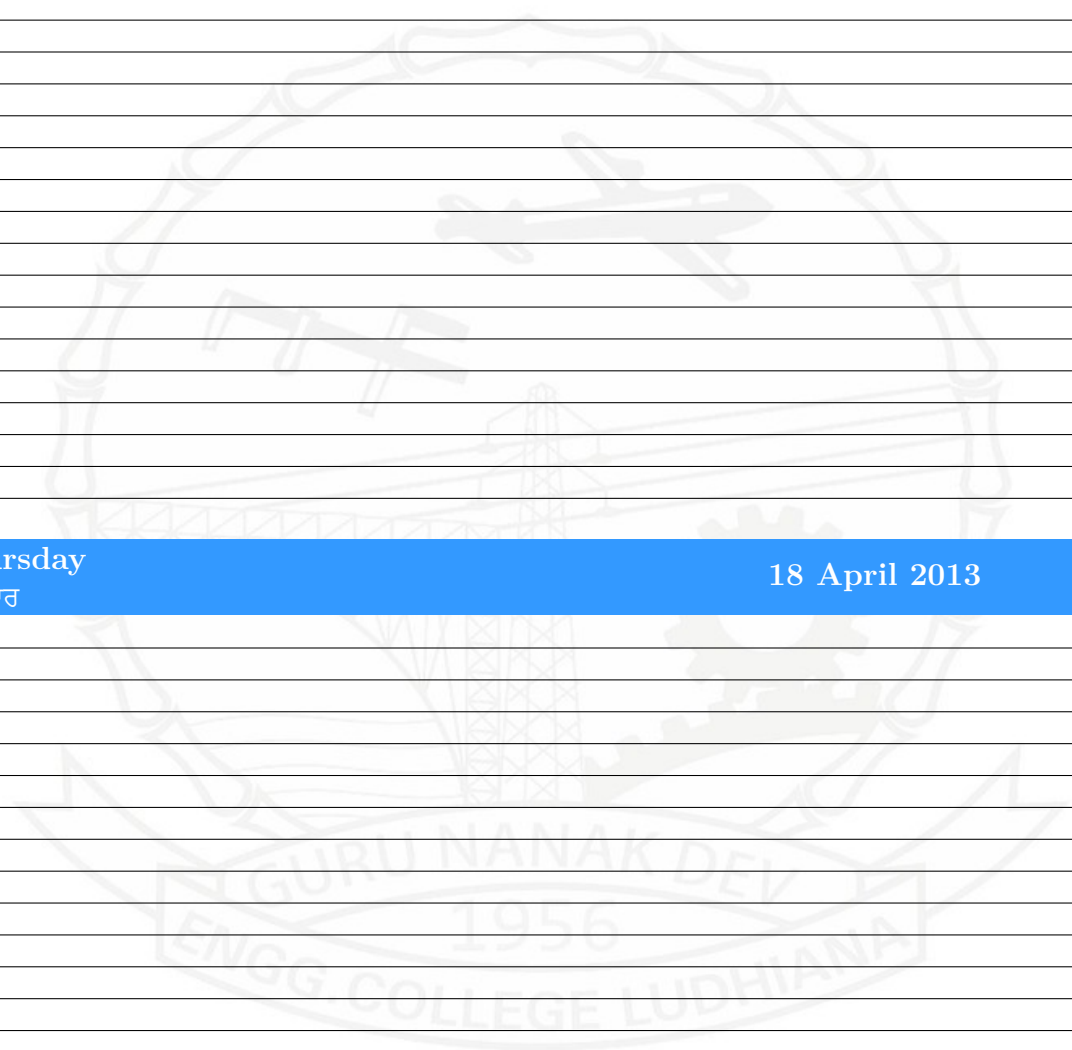 rsday
ਾਰ
18 April 2013
GURU NANAK DEV
1956
ENGG. COLLEGE LUDHIANA